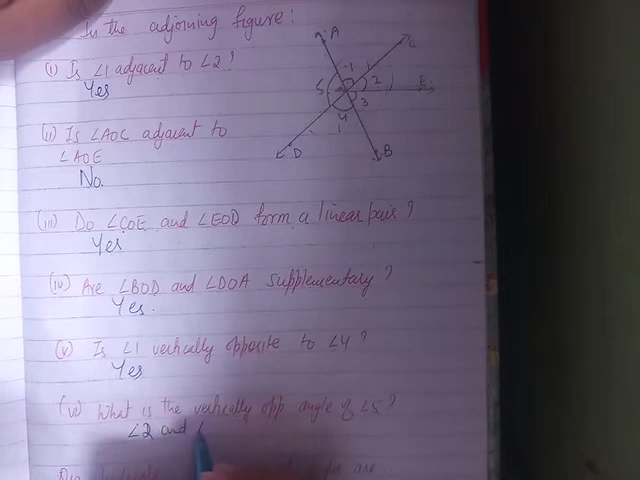 In the adjoining figure:
(i) Is ∠1 adjacent to ∠2?
Yes
(ii) Is ∠AOC adjacent to
∠AOE
No.
(iii) Do ∠COE and ∠EOD form a linear pair?
Yes
(iv) Are ∠BOD and ∠DOA supplementary?
Yes.
(v) Is ∠1 vertically opposite to ∠4?
Yes
(vi) What is the vertically opp angle of ∠5?
∠2 and
A
C
1
2
5
E
3
4
D
B